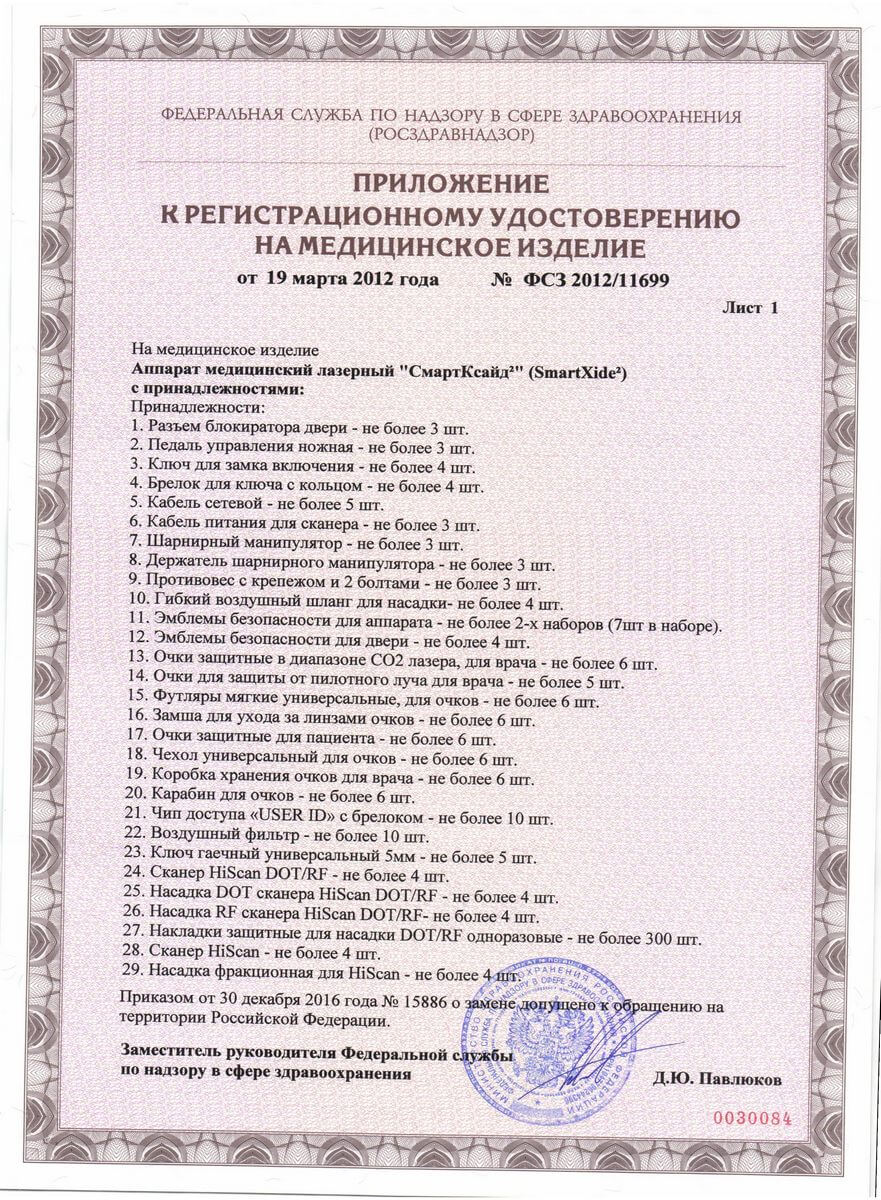 ФЕДЕРАЛЬНАЯ СЛУЖБА ПО НАДЗОРУ В СФЕРЕ ЗДРАВООХРАНЕНИЯ
(РОСЗДРАВНАДЗОР)
ПРИЛОЖЕНИЕ
К РЕГИСТРАЦИОННОМУ УДОСТОВЕРЕНИЮ
НА МЕДИЦИНСКОЕ ИЗДЕЛИЕ
от 19 марта 2012 года № ФСЗ 2012/11699
Лист 1
На медицинское изделие
Аппарат медицинский лазерный "СмартКсайд²" (SmartXide²)
с принадлежностями:
Принадлежности:
1. Разъем блокиратора двери - не более 3 шт.
2. Педаль управления ножная - не более 3 шт.
3. Ключ для замка включения - не более 4 шт.
4. Брелок для ключа с кольцом - не более 4 шт.
5. Кабель сетевой - не более 5 шт.
6. Кабель питания для сканера - не более 3 шт.
7. Шарнирный манипулятор - не более 3 шт.
8. Держатель шарнирного манипулятора - не более 3 шт.
9. Противовес с крепежом и 2 болтами - не более 3 шт.
10. Гибкий воздушный шланг для насадки- не более 4 шт.
11. Эмблемы безопасности для аппарата - не более 2-х наборов (7шт в наборе).
12. Эмблемы безопасности для двери - не более 4 шт.
13. Очки защитные в диапазоне CO2 лазера, для врача - не более 6 шт.
14. Очки для защиты от пилотного луча для врача - не более 5 шт.
15. Футляры мягкие универсальные, для очков - не более 6 шт.
16. Замша для ухода за линзами очков - не более 6 шт.
17. Очки защитные для пациента - не более 6 шт.
18. Чехол универсальный для очков - не более 6 шт.
19. Коробка хранения очков для врача - не более 6 шт.
20. Карабин для очков - не более 6 шт.
21. Чип доступа «USER ID» с брелоком - не более 10 шт.
22. Воздушный фильтр - не более 10 шт.
23. Ключ гаечный универсальный 5мм - не более 5 шт.
24. Сканер HiScan DOT/RF - не более 4 шт.
25. Насадка DOT сканера HiScan DOT/RF - не более 4 шт.
26. Насадка RF сканера HiScan DOT/RF- не более 4 шт.
27. Накладки защитные для насадки DOT/RF одноразовые - не более 300 шт.
28. Сканер HiScan - не более 4 шт.
29. Насадка фракционная для HiScan - не более 4 шт.
Приказом от 30 декабря 2016 года № 15886 о замене допущено к обращению на
территории Российской Федерации.
Заместитель руководителя Федеральной службы
по надзору в сфере здравоохранения
Д.Ю. Павлюков
0030084
МИНИСТЕРСТВО ЗДРАВООХРАНЕНИЯ РОССИЙСКОЙ ФЕДЕРАЦИИ